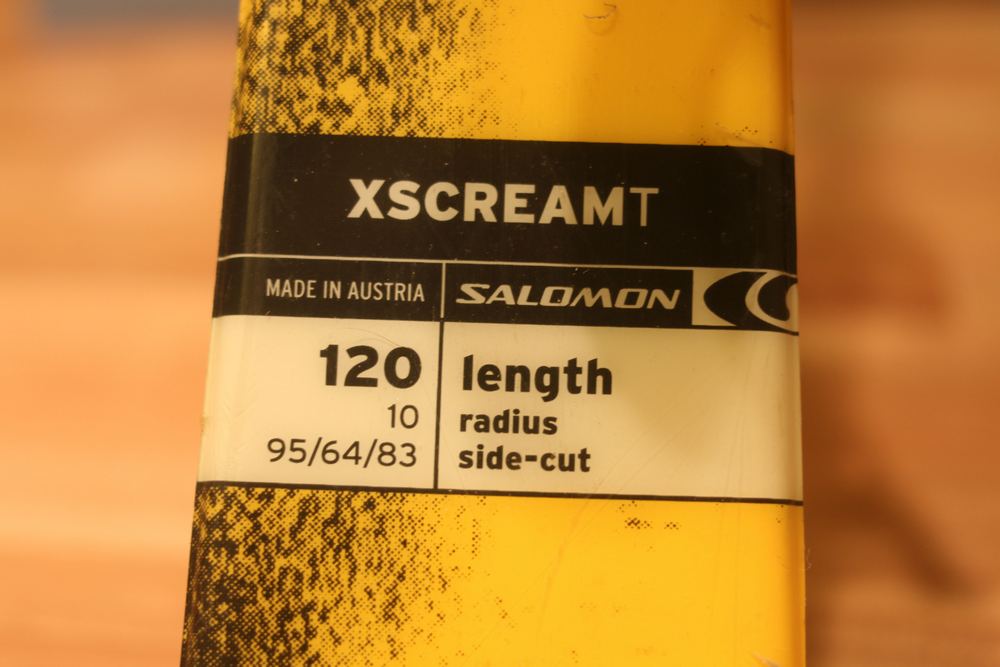 XSCREAMT
MADE IN AUSTRIA SALOMON
120 length
10 radius
95/64/83 side-cut